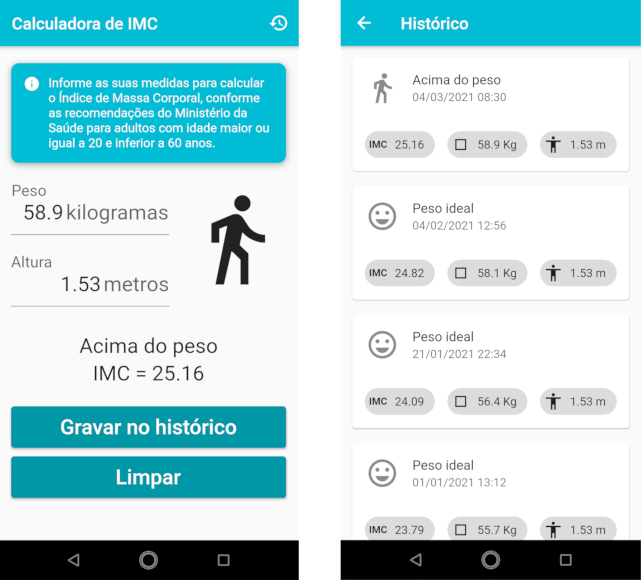 Calculadora de IMC
Informe as suas medidas para calcular
o Índice de Massa Corporal, conforme
as recomendações do Ministério da
Saúde para adultos com idade maior ou
igual a 20 e inferior a 60 anos.
Peso
58.9 kilogramas
Altura
1.53 metros
Acima do peso
IMC = 25.16
Gravar no histórico
Limpar
Histórico
Acima do peso
04/03/2021 08:30
IMC 25.16 58.9 Kg 1.53 m
Peso ideal
04/02/2021 12:56
IMC 24.82 58.1 Kg 1.53 m
Peso ideal
21/01/2021 22:34
IMC 24.09 56.4 Kg 1.53 m
Peso ideal
01/01/2021 13:12
IMC 23.79 55.7 Kg 1.53 m